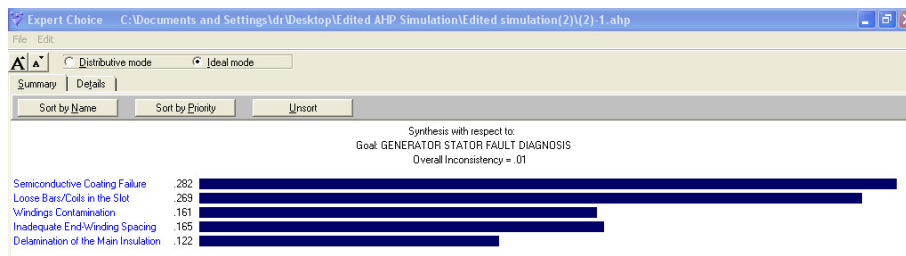 Expert Choice C:\Documents and Settings\dr\Desktop\Edited AHP Simulation\Edited simulation(2)\(2)-1.ahp
File Edit
A A Distributive mode Ideal mode
Summary Details
Sort by Name Sort by Priority Unsort
Synthesis with respect to:
Goal: GENERATOR STATOR FAULT DIAGNOSIS
Overall Inconsistency = .01
Semiconductive Coating Failure .282
Loose Bars/Coils in the Slot .269
Windings Contamination .161
Inadequate End-Winding Spacing .165
Delamination of the Main Insulation .122